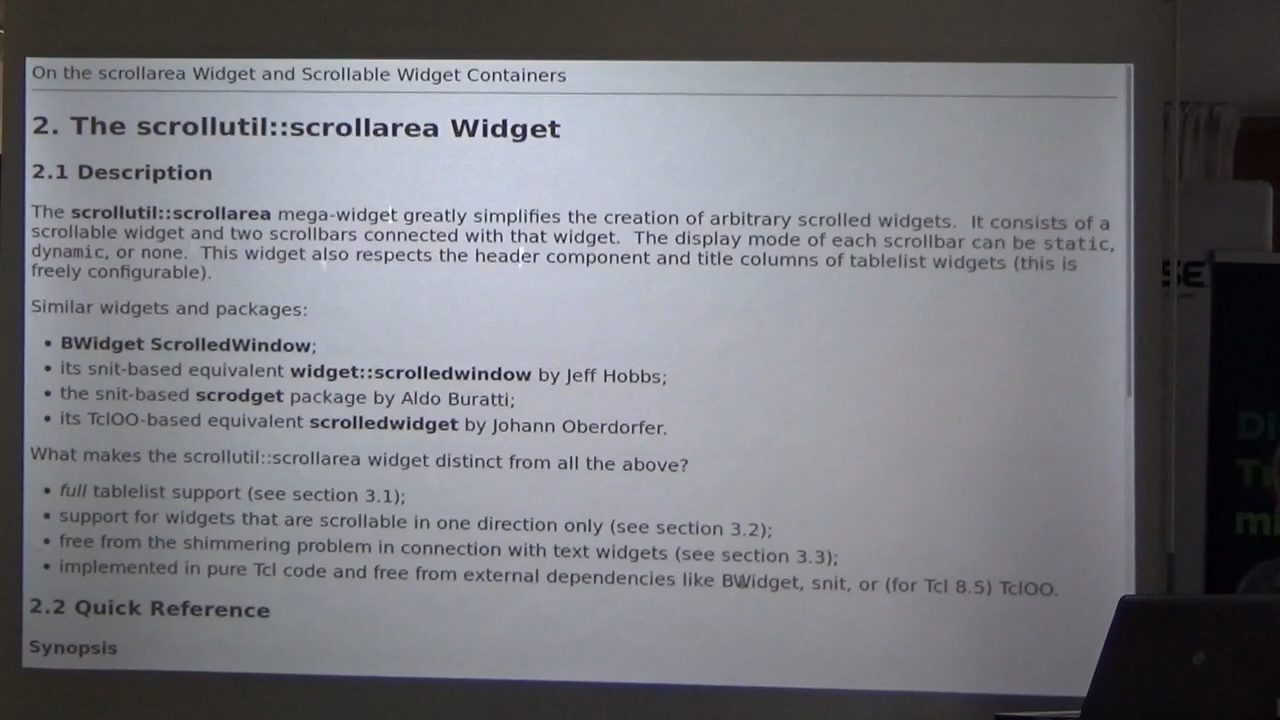 On the scrollarea Widget and Scrollable Widget Containers
2. The scrollutil::scrollarea Widget
2.1 Description
The scrollutil::scrollarea mega-widget greatly simplifies the creation of arbitrary scrolled widgets. It consists of a
scrollable widget and two scrollbars connected with that widget. The display mode of each scrollbar can be static,
dynamic, or none. This widget also respects the header component and title columns of tablelist widgets (this is
freely configurable).
Similar widgets and packages:
• BWidget ScrolledWindow;
• its snit-based equivalent widget::scrolledwindow by Jeff Hobbs;
• the snit-based scrodget package by Aldo Buratti;
• its TclOO-based equivalent scrolledwidget by Johann Oberdorfer.
What makes the scrollutil::scrollarea widget distinct from all the above?
• full tablelist support (see section 3.1);
• support for widgets that are scrollable in one direction only (see section 3.2);
• free from the shimmering problem in connection with text widgets (see section 3.3);
• implemented in pure Tcl code and free from external dependencies like BWidget, snit, or (for Tcl 8.5) TclOO.
2.2 Quick Reference
Synopsis
SE